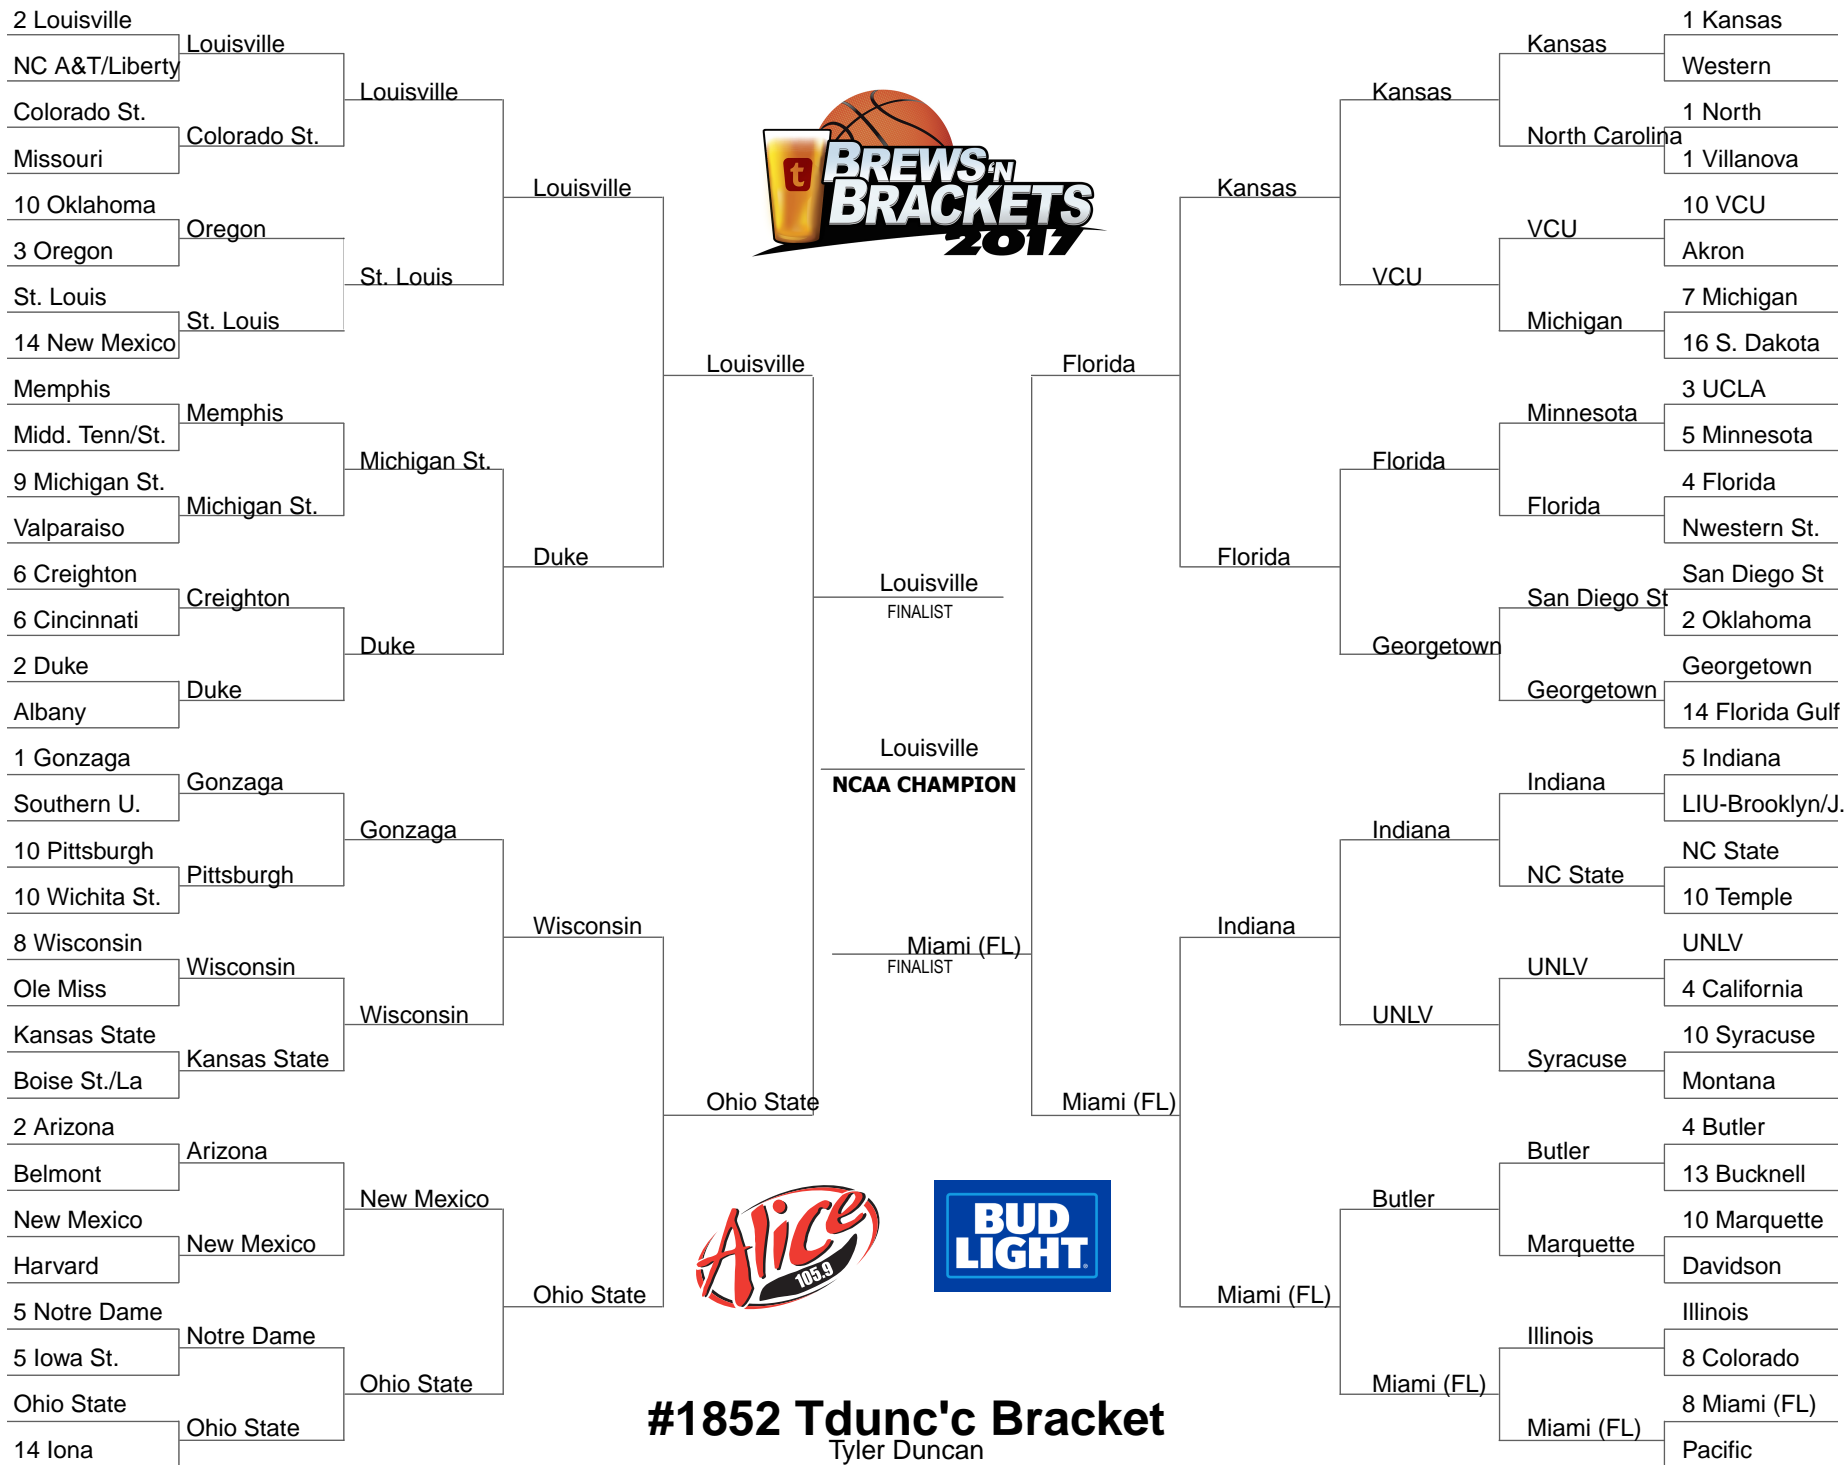 2 Louisville
NC A&T/Liberty
Colorado St.
Missouri
10 Oklahoma
3 Oregon
St. Louis
14 New Mexico
Memphis
Midd. Tenn/St.
9 Michigan St.
Valparaiso
6 Creighton
6 Cincinnati
2 Duke
Albany
1 Gonzaga
Southern U.
10 Pittsburgh
10 Wichita St.
8 Wisconsin
Ole Miss
Kansas State
Boise St./La
2 Arizona
Belmont
New Mexico
Harvard
5 Notre Dame
5 Iowa St.
Ohio State
14 Iona
Louisville
Colorado St.
Oregon
St. Louis
Memphis
Michigan St.
Creighton
Duke
Gonzaga
Pittsburgh
Wisconsin
Kansas State
Arizona
New Mexico
Notre Dame
Ohio State
Louisville
St. Louis
Michigan St.
Duke
Gonzaga
Wisconsin
New Mexico
Ohio State
Louisville
Duke
Wisconsin
Ohio State
Louisville
Ohio State
t
BREWS 'N
BRACKETS
2017
Louisville
FINALIST
Louisville
NCAA CHAMPION
Miami (FL)
FINALIST
Alice
105.9
BUD
LIGHT
#1852 Tdunc'c Bracket
Tyler Duncan
Florida
Miami (FL)
Kansas
Florida
Indiana
Miami (FL)
Kansas
VCU
Florida
Georgetown
Indiana
UNLV
Butler
Miami (FL)
Kansas
North Carolina
VCU
Michigan
Minnesota
Florida
San Diego St
Georgetown
Indiana
NC State
UNLV
Syracuse
Butler
Marquette
Illinois
Miami (FL)
1 Kansas
Western
1 North
1 Villanova
10 VCU
Akron
7 Michigan
16 S. Dakota
3 UCLA
5 Minnesota
4 Florida
Nwestern St.
San Diego St
2 Oklahoma
Georgetown
14 Florida Gulf
5 Indiana
LIU-Brooklyn/J.
NC State
10 Temple
UNLV
4 California
10 Syracuse
Montana
4 Butler
13 Bucknell
10 Marquette
Davidson
Illinois
8 Colorado
8 Miami (FL)
Pacific